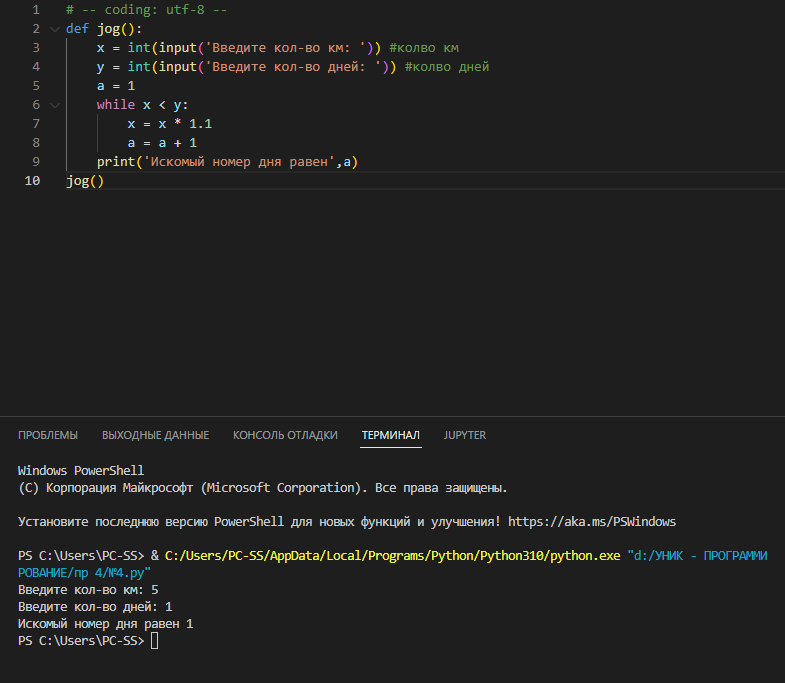 1 # -- coding: utf-8 --
2 def jog():
3 x = int(input('Введите кол-во км: ')) #колво км
4 y = int(input('Введите кол-во дней: ')) #колво дней
5 a = 1
6 while x < y:
7 x = x * 1.1
8 a = a + 1
9 print('Искомый номер дня равен',a)
10 jog()
ПРОБЛЕМЫ ВЫХОДНЫЕ ДАННЫЕ КОНСОЛЬ ОТЛАДКИ ТЕРМИНАЛ JUPYTER
Windows PowerShell
(C) Корпорация Майкрософт (Microsoft Corporation). Все права защищены.
Установите последнюю версию PowerShell для новых функций и улучшения! https://aka.ms/PSWindows
PS C:\Users\PC-SS> & C:/Users/PC-SS/AppData/Local/Programs/Python/Python310/python.exe "d:/УНИК - ПРОГРАММИ
РОВАНИЕ/пр 4/№4.py"
Введите кол-во км: 5
Введите кол-во дней: 1
Искомый номер дня равен 1
PS C:\Users\PC-SS>